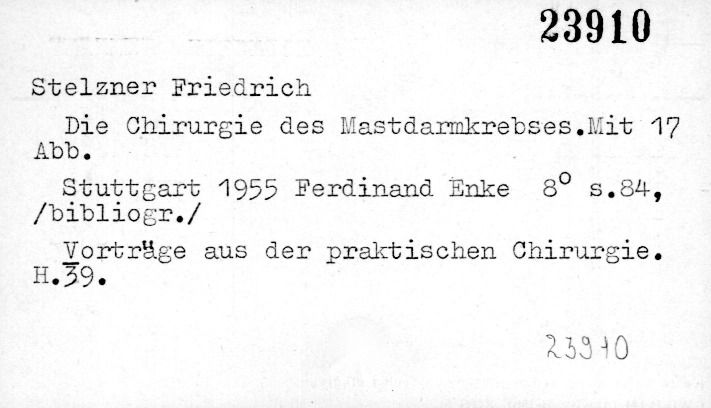 23910
Stelzner Friedrich
Die Chirurgie des Mastdarmkrebses.Mit 17
Abb.
Stuttgart 1955 Ferdinand Enke 8° s.84,
/bibliogr./
Vorträge aus der praktischen Chirurgie.
H.39.
23910